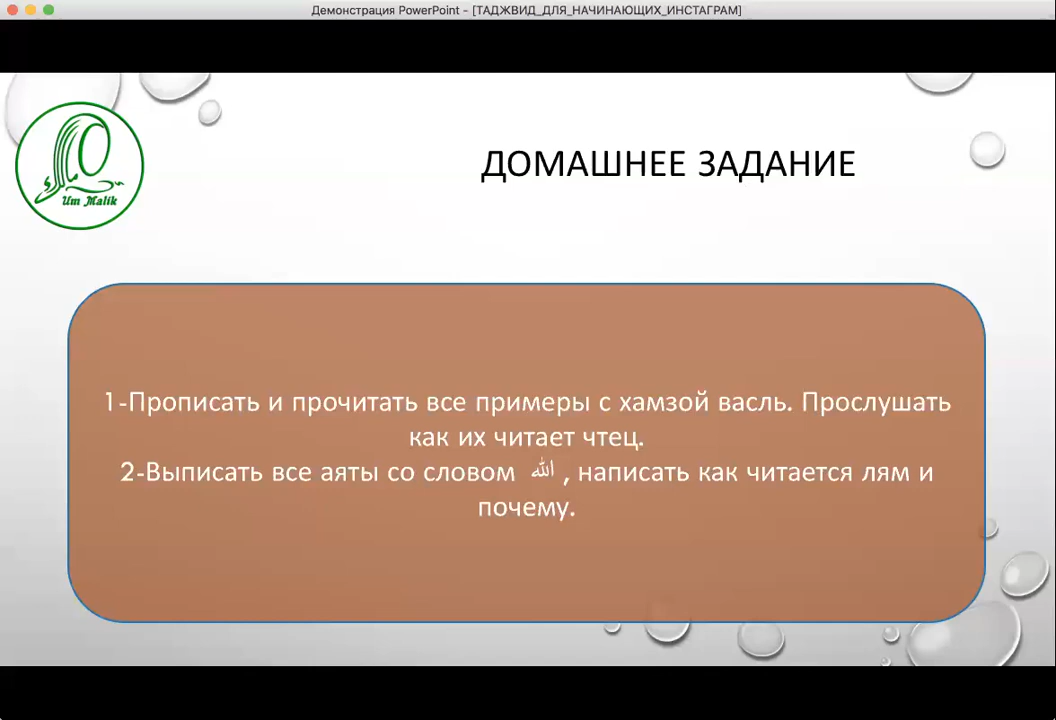 Демонстрация PowerPoint - [ТАДЖВИД_ДЛЯ_НАЧИНАЮЩИХ_ИНСТАГРАМ]
Um Malik
ДОМАШНЕЕ ЗАДАНИЕ
1-Прописать и прочитать все примеры с хамзой васль. Прослушать
как их читает чтец.
2-Выписать все аяты со словом الله , написать как читается лям и
почему.